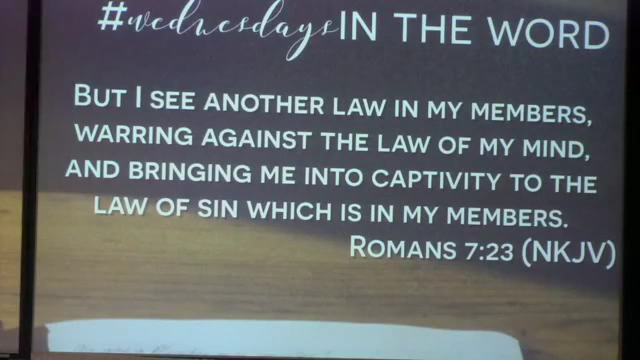 #wednesdaysIN THE WORD
BUT I SEE ANOTHER LAW IN MY MEMBERS,
WARRING AGAINST THE LAW OF MY MIND,
AND BRINGING ME INTO CAPTIVITY TO THE
LAW OF SIN WHICH IS IN MY MEMBERS.
ROMANS 7:23 (NKJV)